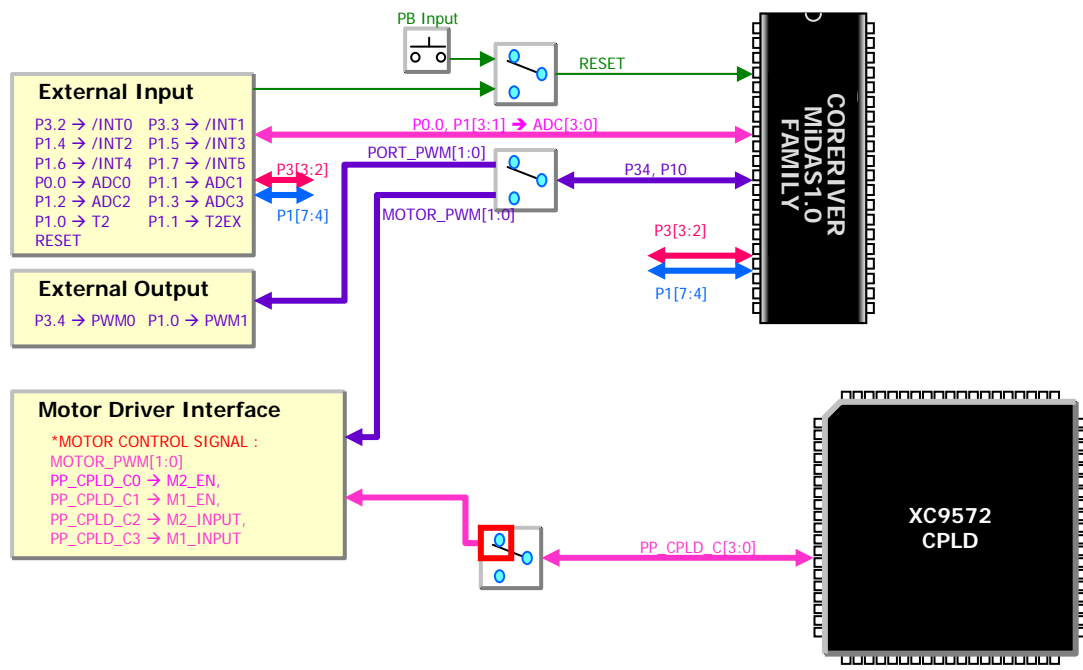 PB Input
RESET
External Input
P3.2 → /INT0 P3.3 → /INT1
P1.4 → /INT2 P1.5 → /INT3
P1.6 → /INT4 P1.7 → /INT5
P0.0 → ADC0 P1.1 → ADC1
P1.2 → ADC2 P1.3 → ADC3
P1.0 → T2 P1.1 → T2EX
RESET
P0.0, P1[3:1] → ADC[3:0]
PORT_PWM[1:0]
P3[3:2]
P1[7:4]
MOTOR_PWM[1:0]
P34, P10
P3[3:2]
P1[7:4]
CORERIVER
MiDAS1.0
FAMILY
External Output
P3.4 → PWM0 P1.0 → PWM1
Motor Driver Interface
*MOTOR CONTROL SIGNAL :
MOTOR_PWM[1:0]
PP_CPLD_C0 → M2_EN,
PP_CPLD_C1 → M1_EN,
PP_CPLD_C2 → M2_INPUT,
PP_CPLD_C3 → M1_INPUT
PP_CPLD_C[3:0]
XC9572
CPLD